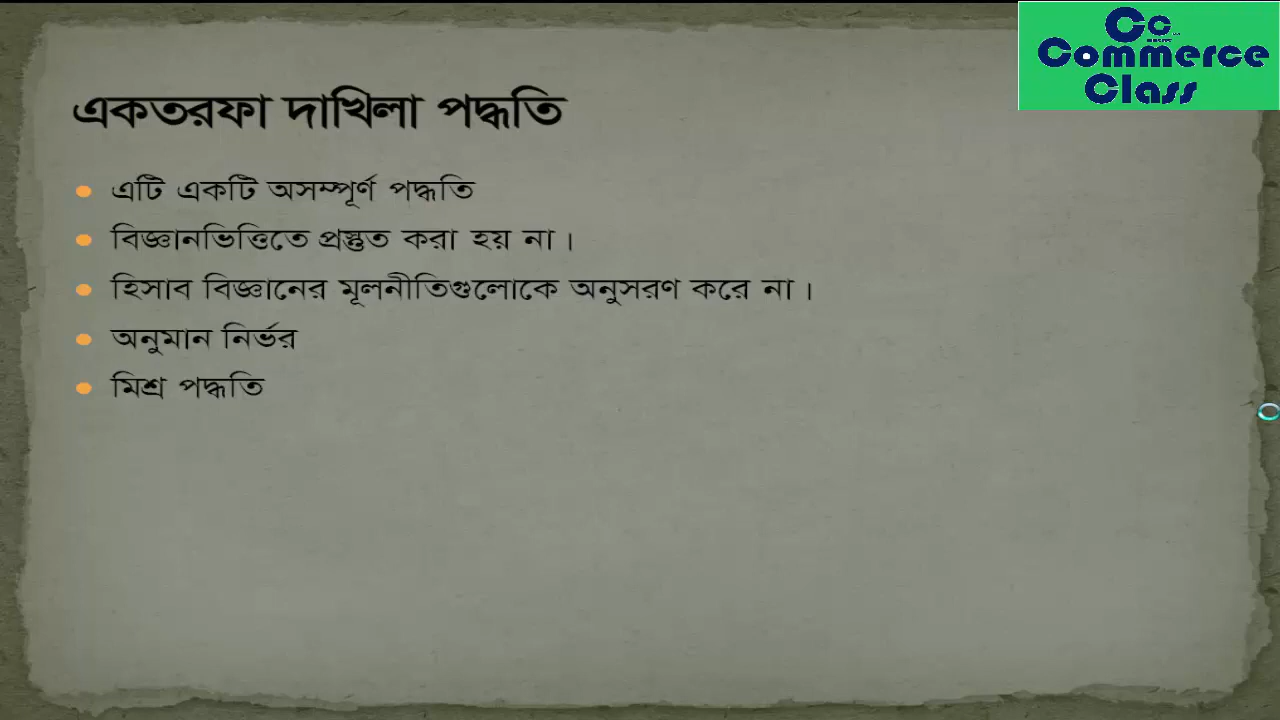 Cc
Commerce
Class
একতরফা দাখিলা পদ্ধতি
এটি একটি অসম্পূর্ণ পদ্ধতি
বিজ্ঞানভিত্তিতে প্রস্তুত করা হয় না।
হিসাব বিজ্ঞানের মূলনীতিগুলোকে অনুসরণ করে না।
অনুমান নির্ভর
মিশ্র পদ্ধতি